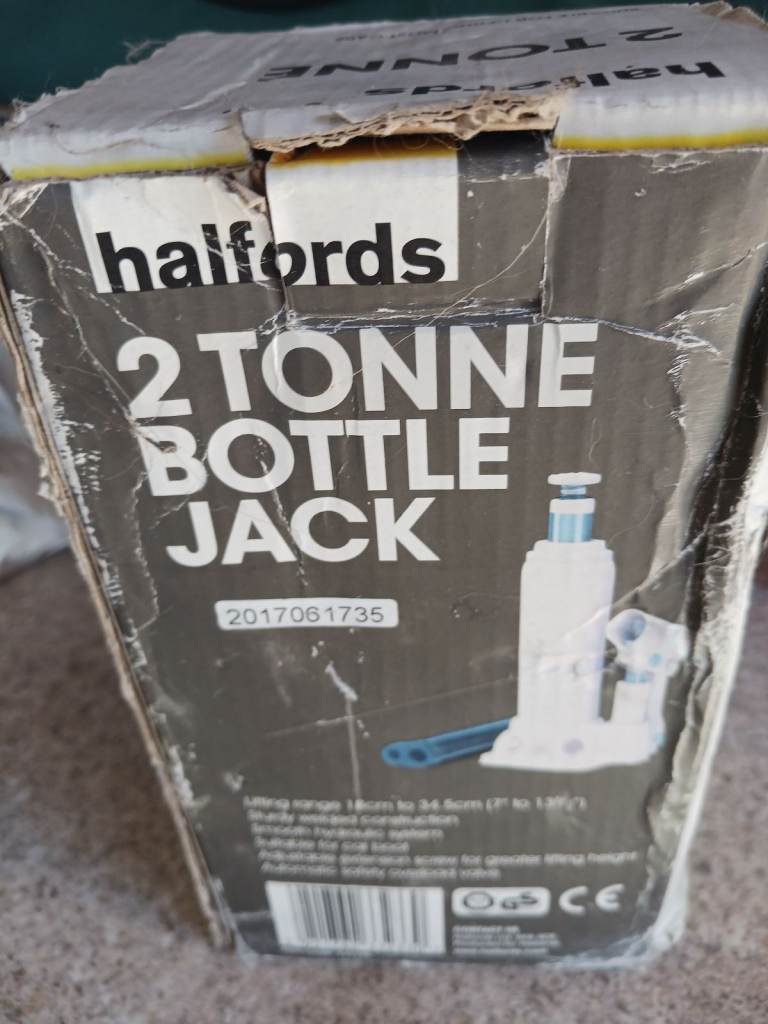 2 TONNE
halfords
halfords
2 TONNE
BOTTLE
JACK
2017061735
Lifting range 18cm to 34.5cm (7" to 13½")
Sturdy welded construction
Smooth hydraulic system
Suitable for car boot
Adjustable extension screw for greater lifting height
Automatic safety overload valve
GS CE